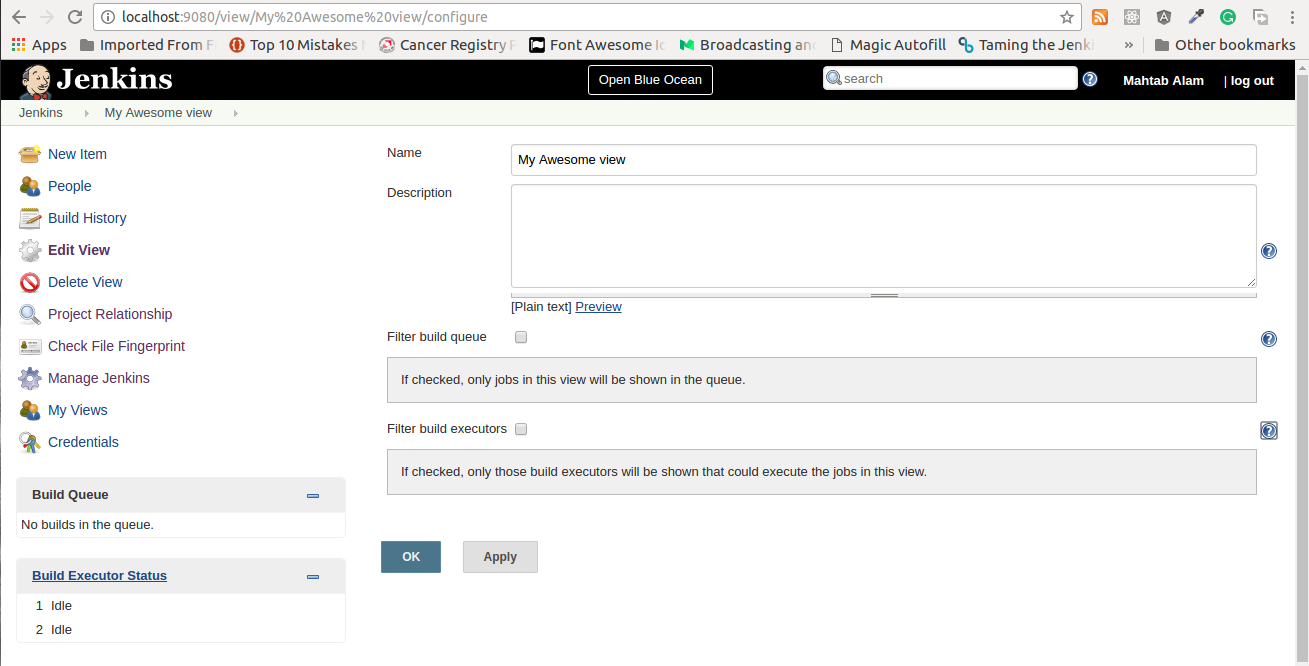 localhost:9080/view/My%20Awesome%20view/configure
Apps Imported From F Top 10 Mistakes Cancer Registry Font Awesome Broadcasting an Magic Autofill Taming the Jenki » Other bookmarks
Jenkins Open Blue Ocean search Mahtab Alam | log out
Jenkins My Awesome view
New Item
People
Build History
Edit View
Delete View
Project Relationship
Check File Fingerprint
Manage Jenkins
My Views
Credentials
Build Queue
No builds in the queue.
Build Executor Status
1 Idle
2 Idle
Name My Awesome view
Description
[Plain text] Preview
Filter build queue
If checked, only jobs in this view will be shown in the queue.
Filter build executors
If checked, only those build executors will be shown that could execute the jobs in this view.
OK Apply